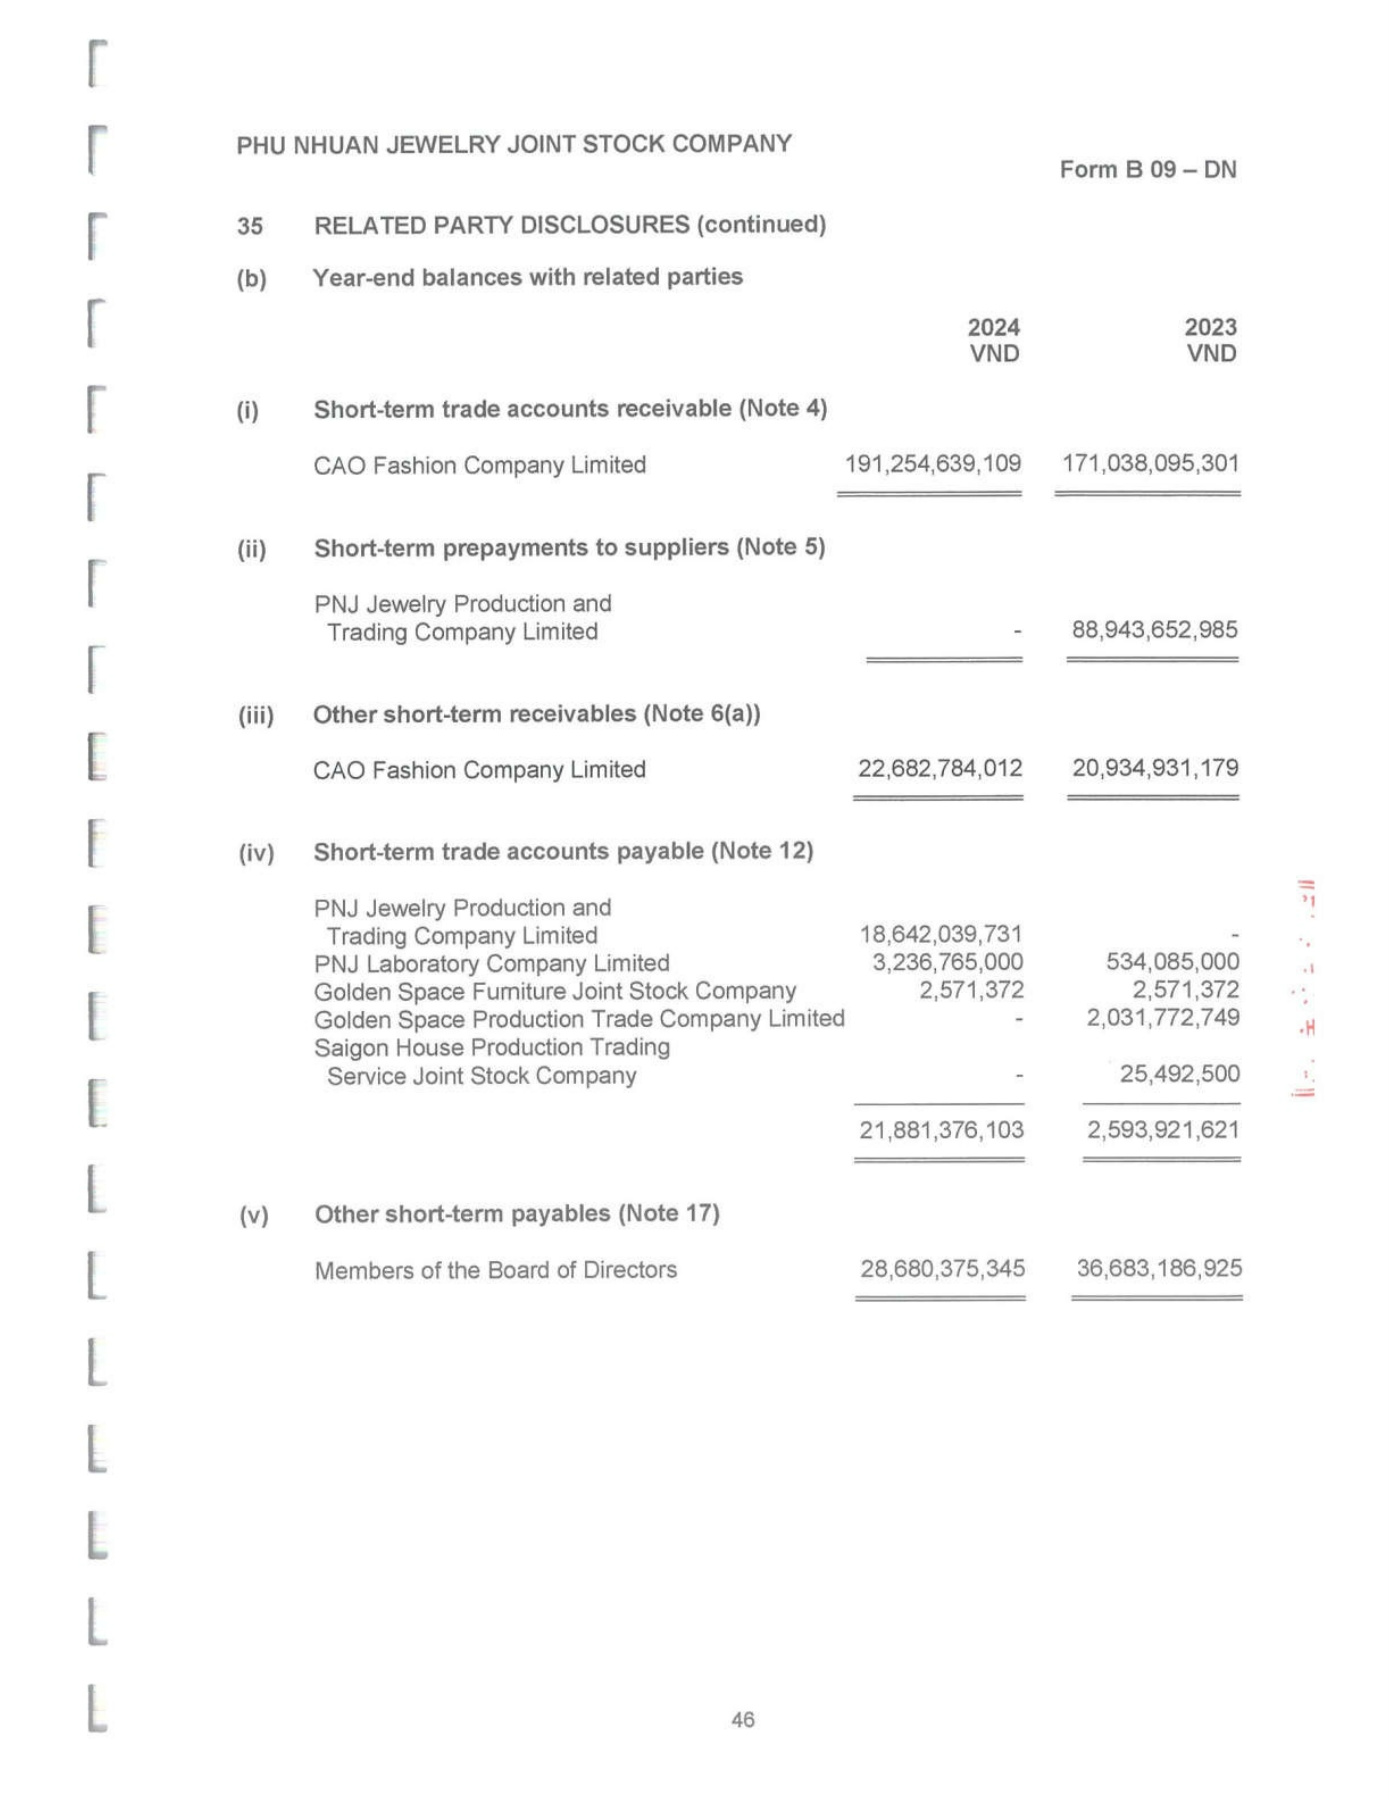 PHU NHUAN JEWELRY JOINT STOCK COMPANY
Form B 09 – DN
35 RELATED PARTY DISCLOSURES (continued)
(b) Year-end balances with related parties
2024 2023
VND VND
(i) Short-term trade accounts receivable (Note 4)
CAO Fashion Company Limited 191,254,639,109 171,038,095,301
(ii) Short-term prepayments to suppliers (Note 5)
PNJ Jewelry Production and
Trading Company Limited - 88,943,652,985
(iii) Other short-term receivables (Note 6(a))
CAO Fashion Company Limited 22,682,784,012 20,934,931,179
(iv) Short-term trade accounts payable (Note 12)
PNJ Jewelry Production and
Trading Company Limited 18,642,039,731 -
PNJ Laboratory Company Limited 3,236,765,000 534,085,000
Golden Space Furniture Joint Stock Company 2,571,372 2,571,372
Golden Space Production Trade Company Limited - 2,031,772,749
Saigon House Production Trading
Service Joint Stock Company - 25,492,500
21,881,376,103 2,593,921,621
(v) Other short-term payables (Note 17)
Members of the Board of Directors 28,680,375,345 36,683,186,925
46